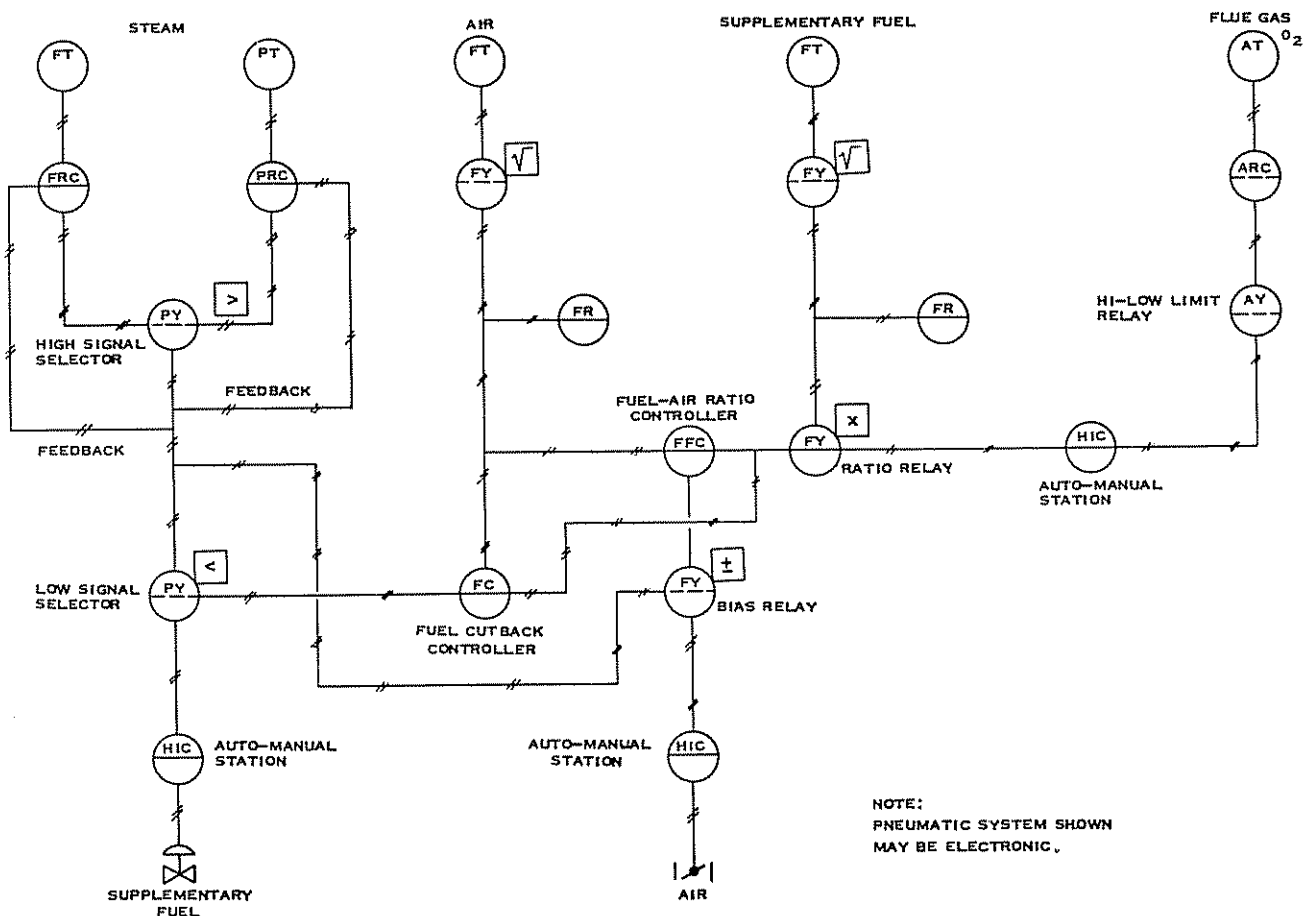 STEAM
AIR
SUPPLEMENTARY FUEL
FLUE GAS
O2
FT
PT
FT
FT
AT
√
√
FRC
PRC
FY
FY
ARC
>
PY
HIGH SIGNAL
SELECTOR
FR
FR
HI-LOW LIMIT
RELAY
AY
FEEDBACK
FEEDBACK
FUEL-AIR RATIO
CONTROLLER
FFC
x
FY
RATIO RELAY
HIC
AUTO-MANUAL
STATION
<
LOW SIGNAL
SELECTOR
PY
FC
FUEL CUTBACK
CONTROLLER
±
FY
BIAS RELAY
HIC
AUTO-MANUAL
STATION
AUTO-MANUAL
STATION
HIC
NOTE:
PNEUMATIC SYSTEM SHOWN
MAY BE ELECTRONIC.
SUPPLEMENTARY
FUEL
AIR